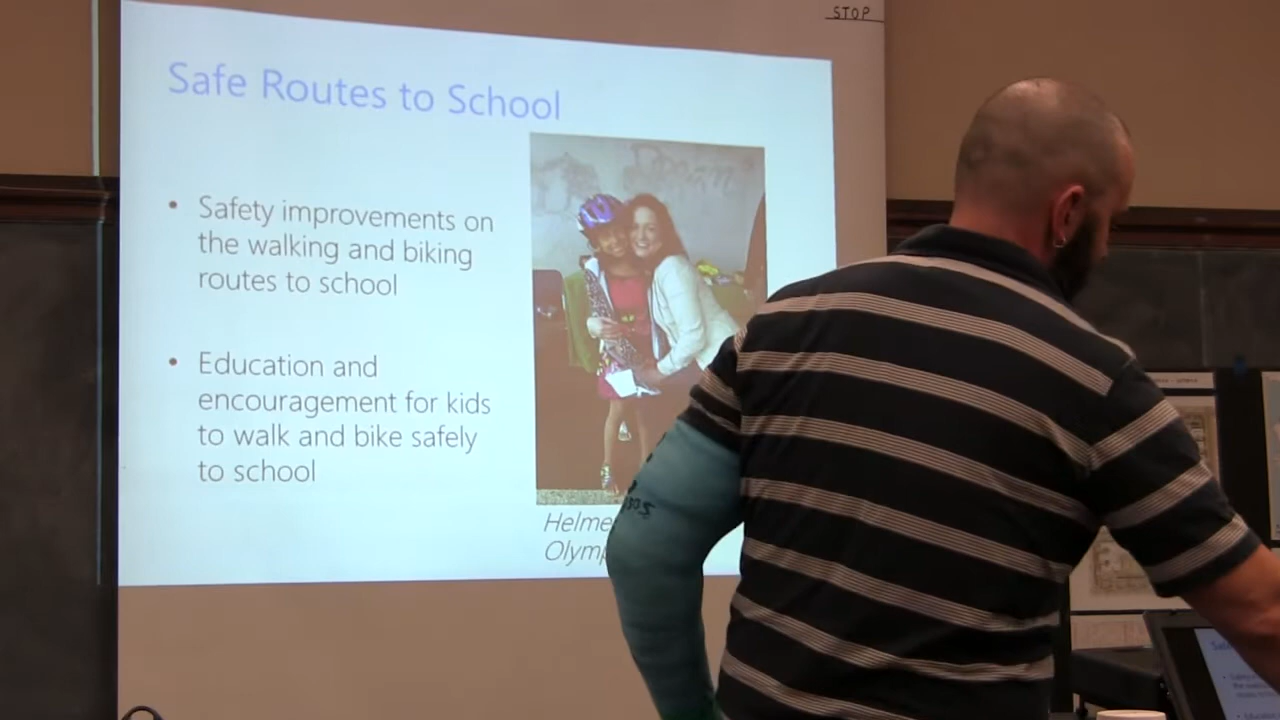 STOP
Safe Routes to School
• Safety improvements on
the walking and biking
routes to school
• Education and
encouragement for kids
to walk and bike safely
to school